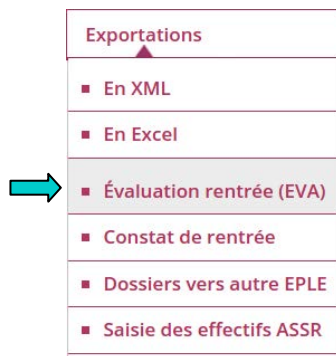 Exportations
En XML
En Excel
Évaluation rentrée (EVA)
Constat de rentrée
Dossiers vers autre EPLE
Saisie des effectifs ASSR